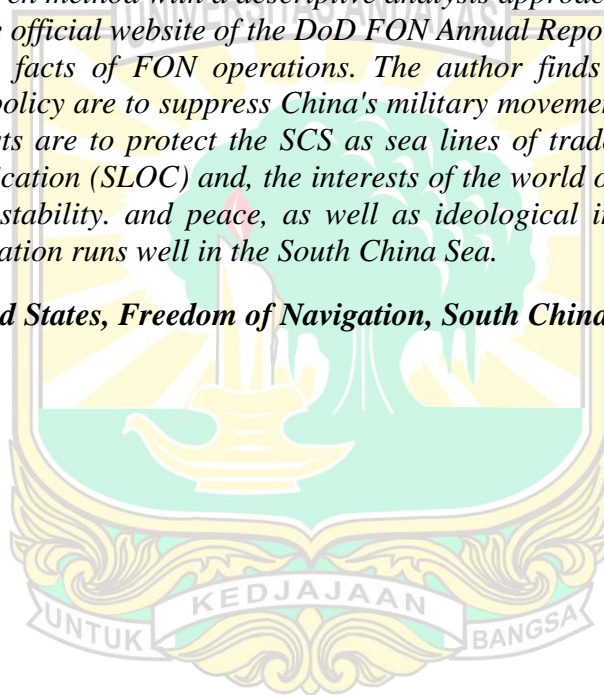 UNIVERSITAS ANDALAS
method with a descriptive analysis approac
e official website of the DoD FON Annual Repo
facts of FON operations. The author finds
policy are to suppress China's military movemen
ts are to protect the SCS as sea lines of trad
ication (SLOC) and, the interests of the world o
stability. and peace, as well as ideological i
ation runs well in the South China Sea.
d States, Freedom of Navigation, South China
UNTUK KEDJAJAAN BANGSA